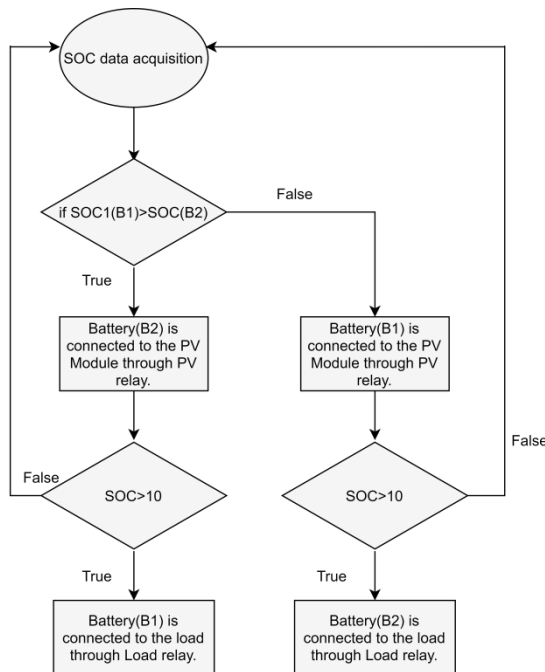 SOC data acquisition
if SOC1(B1)>SOC(B2)
False
True
Battery(B2) is
connected to the PV
Module through PV
relay.
Battery(B1) is
connected to the PV
Module through PV
relay.
False
False
SOC>10
SOC>10
True
True
Battery(B1) is
connected to the load
through Load relay.
Battery(B2) is
connected to the load
through Load relay.